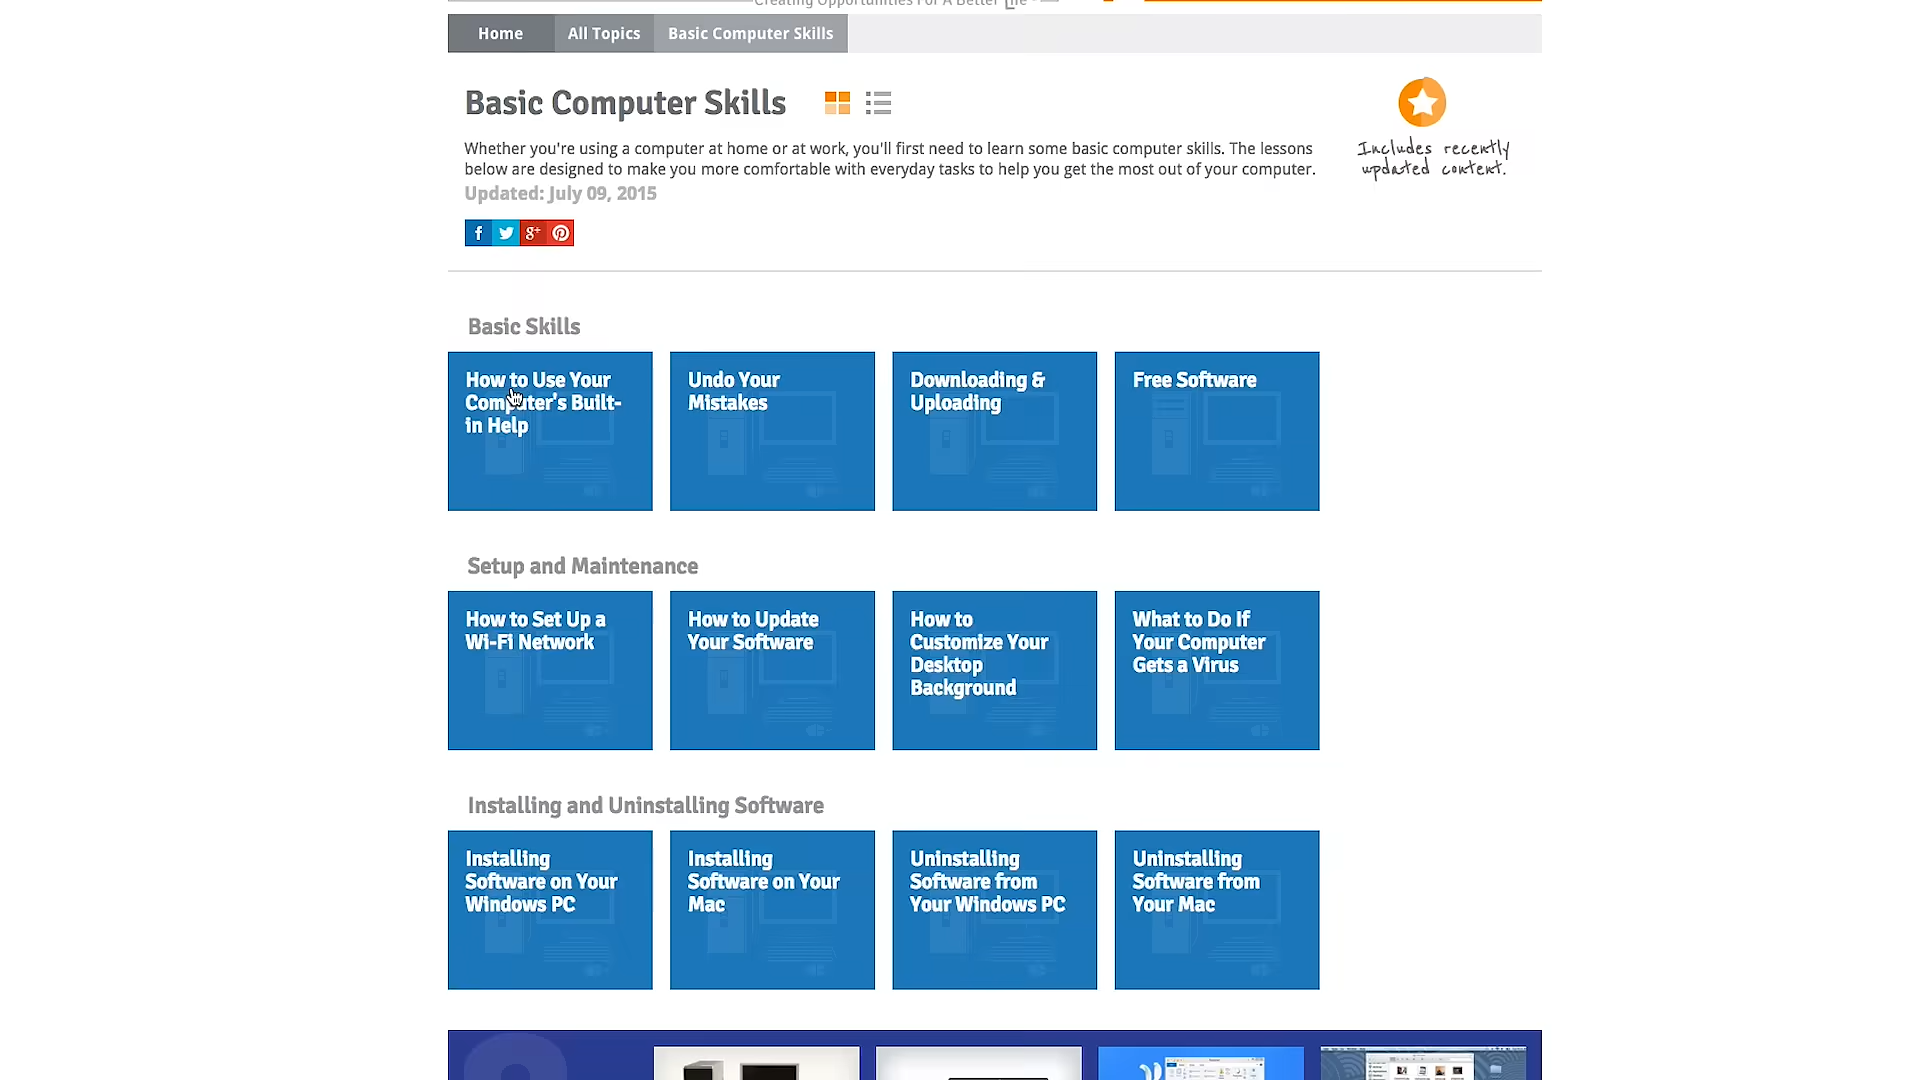 Creating Opportunities For A Better Life
Home
All Topics
Basic Computer Skills
Basic Computer Skills
Whether you're using a computer at home or at work, you'll first need to learn some basic computer skills. The lessons
below are designed to make you more comfortable with everyday tasks to help you get the most out of your computer.
Updated: July 09, 2015
Includes recently
updated content.
f
g+
Basic Skills
How to Use Your
Computer's Built-
in Help
Undo Your
Mistakes
Downloading &
Uploading
Free Software
Setup and Maintenance
How to Set Up a
Wi-Fi Network
How to Update
Your Software
How to
Customize Your
Desktop
Background
What to Do If
Your Computer
Gets a Virus
Installing and Uninstalling Software
Installing
Software on Your
Windows PC
Installing
Software on Your
Mac
Uninstalling
Software from
Your Windows PC
Uninstalling
Software from
Your Mac